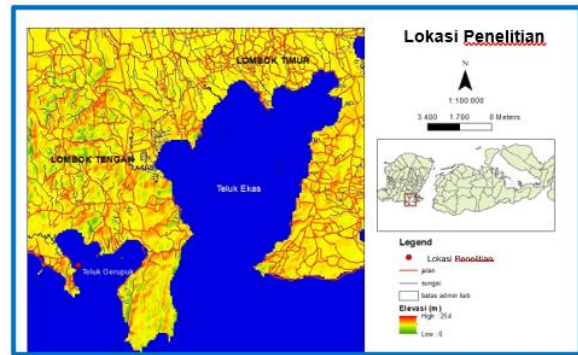 Lokasi Penelitian
N
1:100.000
3.400 1.700 0 Meters
LOMBOK TIMUR
LOMBOK TENGAH
Teluk Ekas
Teluk Gerupuk
Legend
Lokasi Penelitian
jalan
sungai
batas admin kab
Elevasi (m)
High : 254
Low : 0